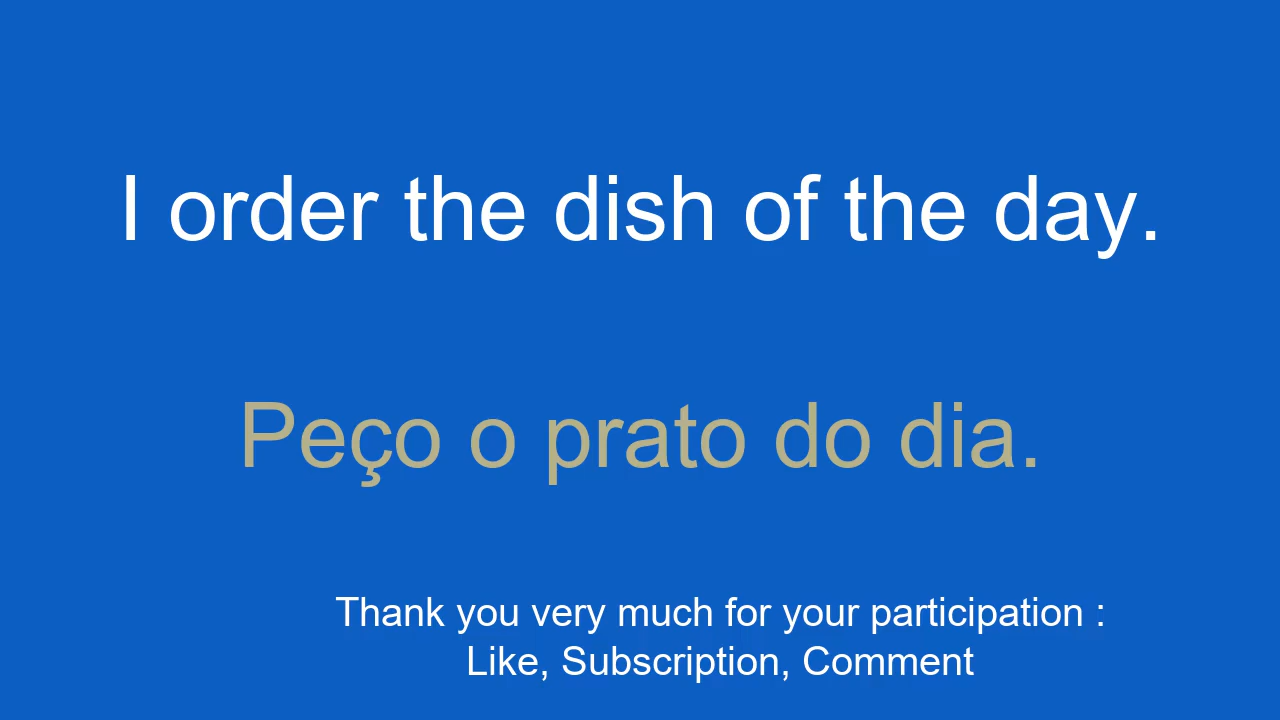 I order the dish of the day.
Peço o prato do dia.
Thank you very much for your participation :
Like, Subscription, Comment